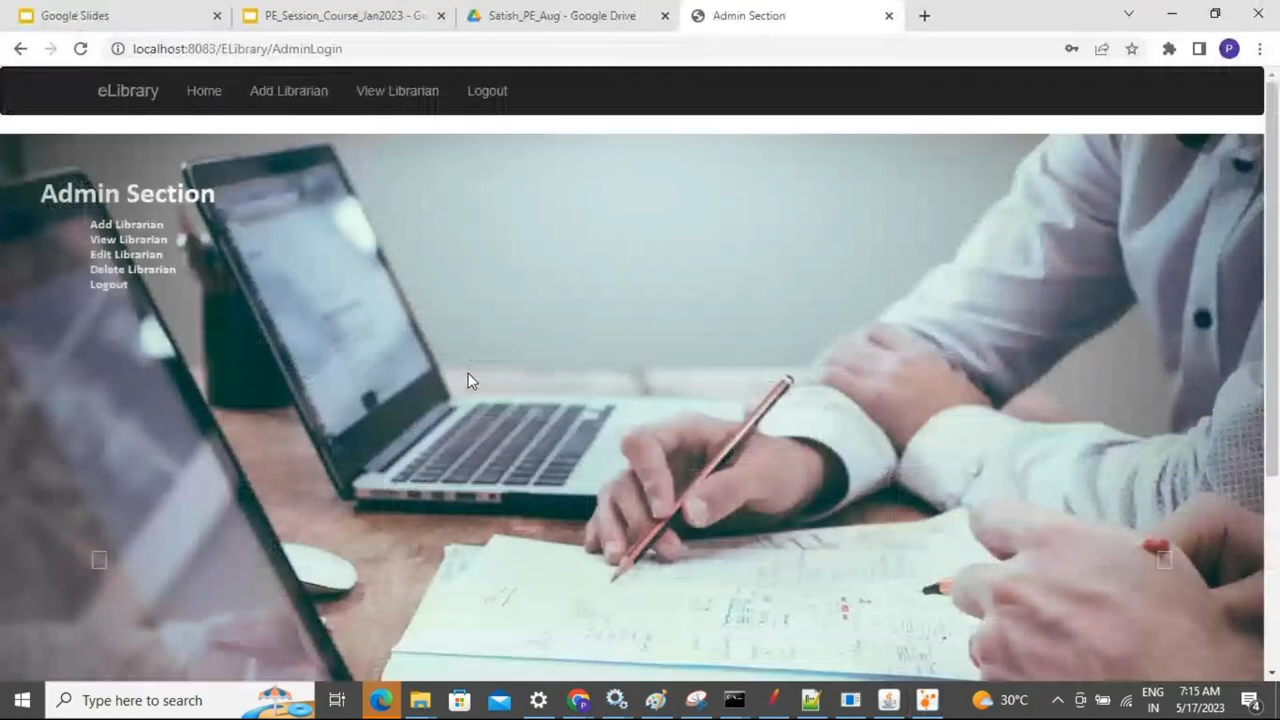 Google Slides
PE_Session_Course_Jan2023 - Go
Satish_PE_Aug - Google Drive
Admin Section
localhost:8083/ELibrary/AdminLogin
P
eLibrary Home Add Librarian View Librarian Logout
Admin Section
Add Librarian
View Librarian
Edit Librarian
Delete Librarian
Logout
Type here to search
30°C
ENG
IN
7:15 AM
5/17/2023
4